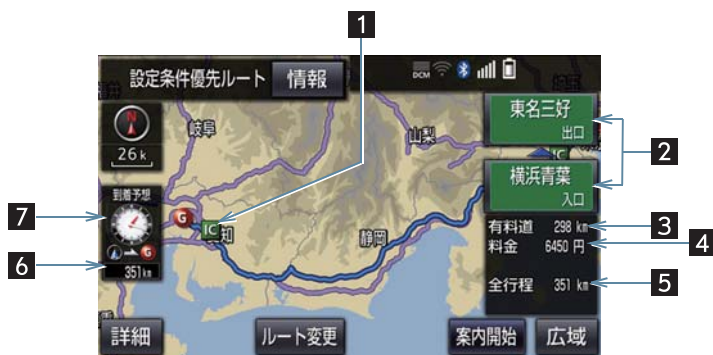 1
設定条件優先ルート 情報
DCM
東名三好
出口
2
岐阜
山梨
IC
26k
横浜青葉
入口
到着予想
7
G
IC
知
静岡
有料道 298 km
3
料金 6450 円
4
G
6
351km
全行程 351 km
5
詳細 ルート変更 案内開始 広域